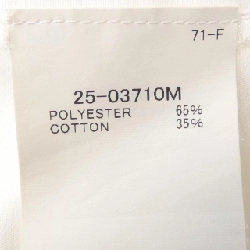 71-F
25-03710M
POLYESTER 65%
COTTON 35%